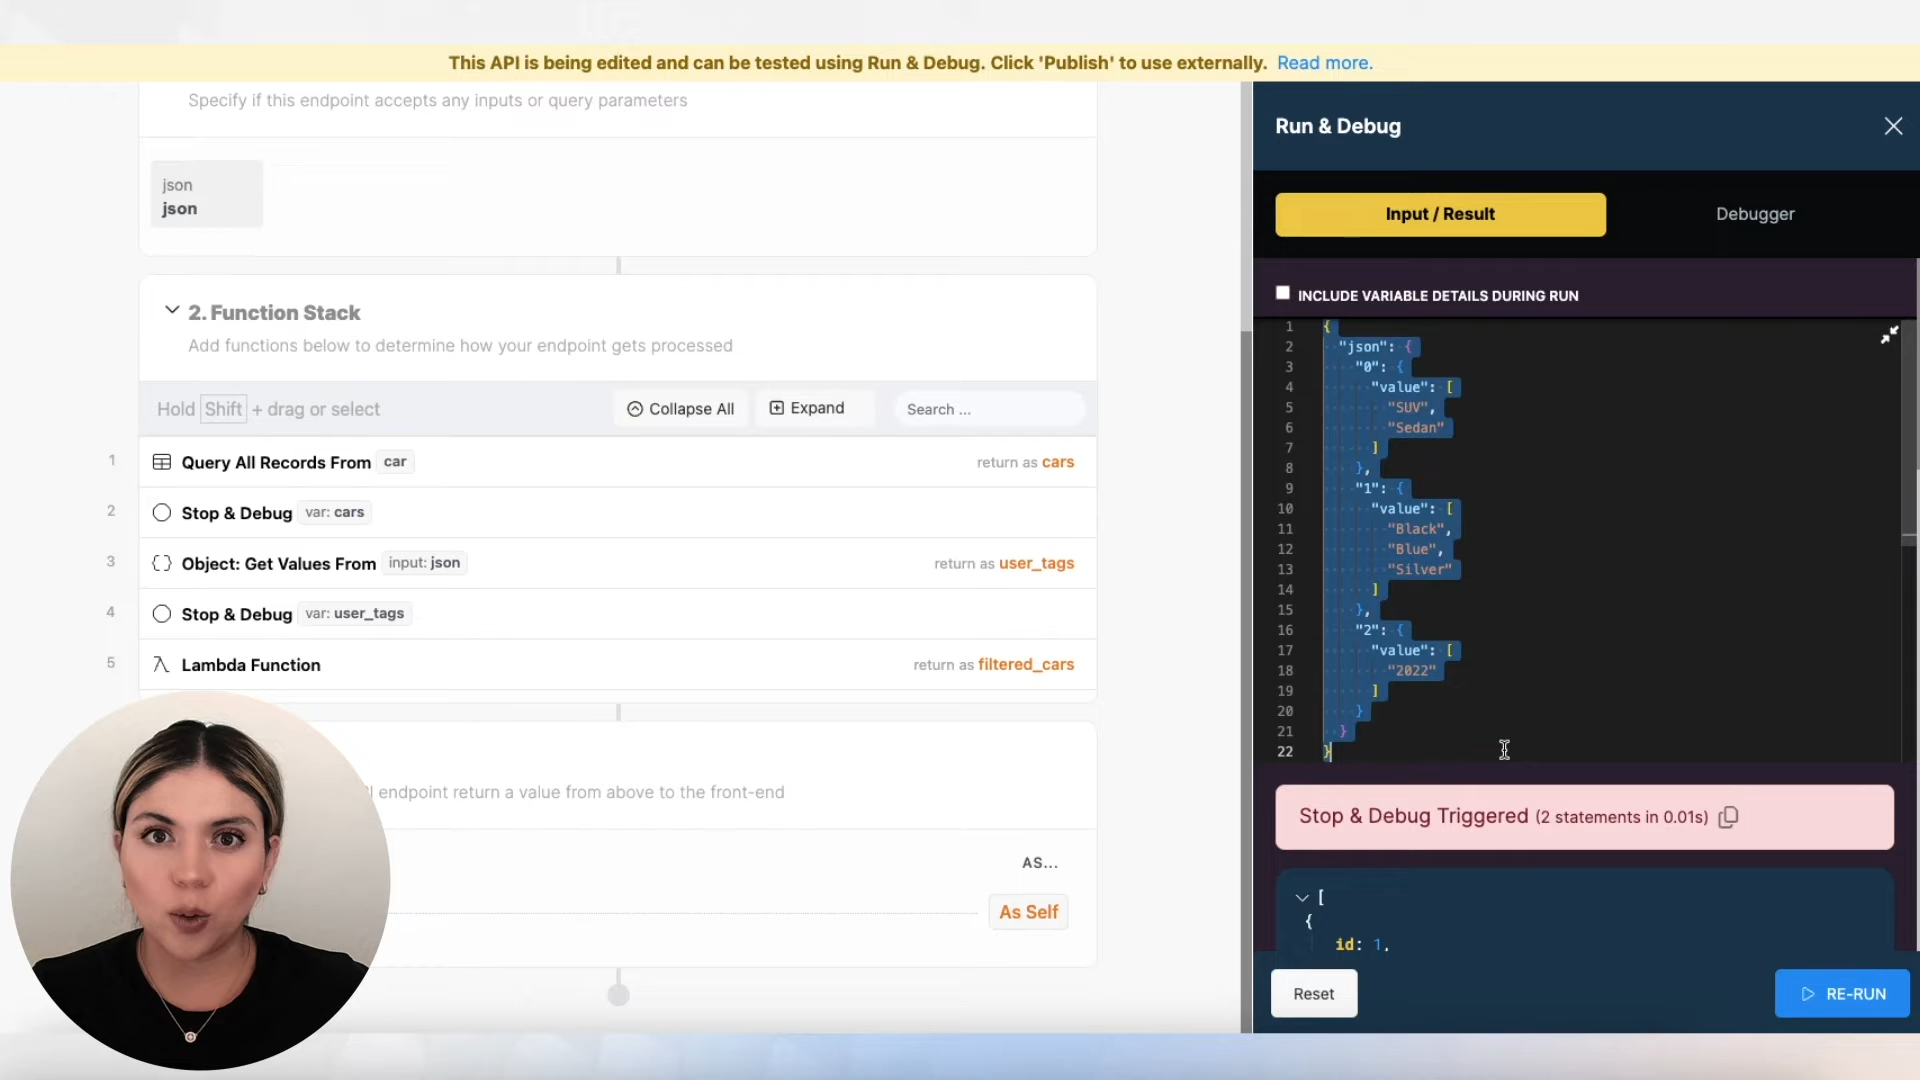 This API is being edited and can be tested using Run & Debug. Click 'Publish' to use externally. Read more.
Specify if this endpoint accepts any inputs or query parameters
json
json
2. Function Stack
Add functions below to determine how your endpoint gets processed
Hold Shift + drag or select
Collapse All
Expand
Search ...
1
Query All Records From car
return as cars
2
Stop & Debug var: cars
3
Object: Get Values From input: json
return as user_tags
4
Stop & Debug var: user_tags
5
Lambda Function
return as filtered_cars
endpoint return a value from above to the front-end
AS...
As Self
Run & Debug
Input / Result
Debugger
INCLUDE VARIABLE DETAILS DURING RUN
1 {
2 "json": {
3 "0": {
4 "value": [
5 "SUV",
6 "Sedan"
7 ]
8 },
9 "1": {
10 "value": [
11 "Black",
12 "Blue",
13 "Silver"
14 ]
15 },
16 "2": {
17 "value": [
18 "2022"
19 ]
20 }
21 }
22 }
Stop & Debug Triggered (2 statements in 0.01s)
[
{
id: 1,
Reset
RE-RUN